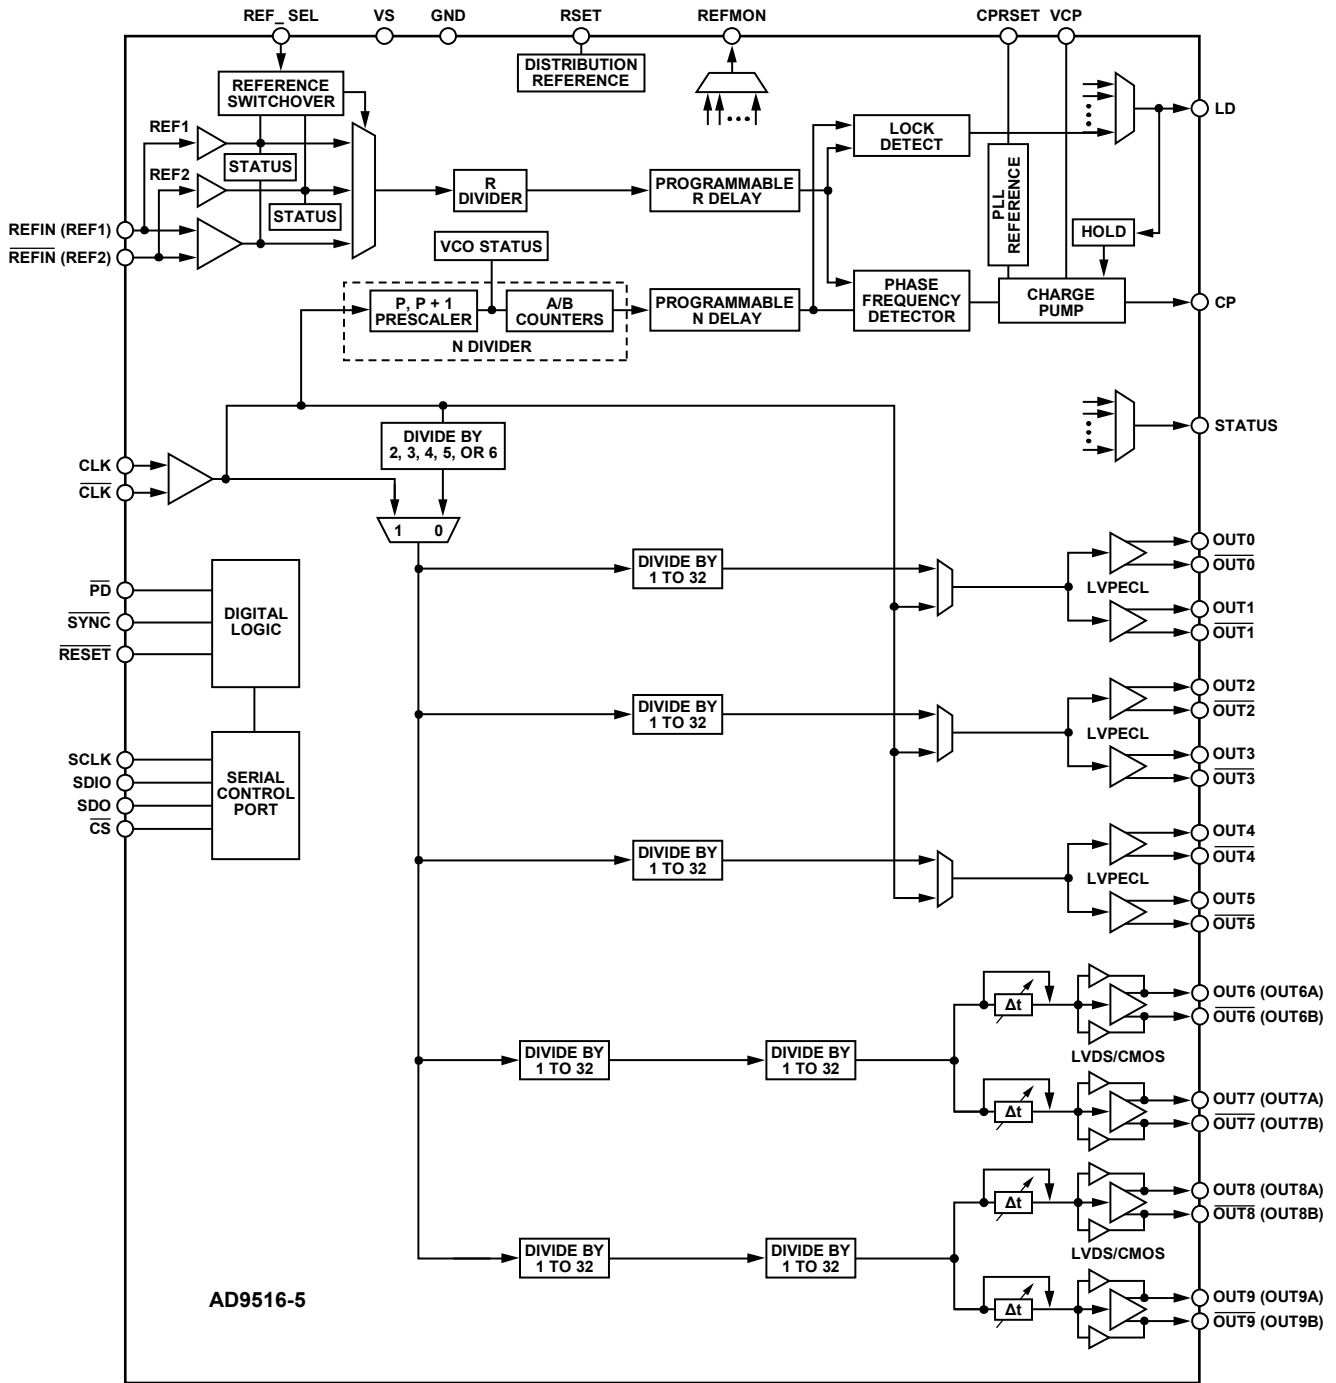 REF_ SEL
VS
GND
RSET
REFMON
CPRSET
VCP
DISTRIBUTION
REFERENCE
REFERENCE
SWITCHOVER
REF1
STATUS
REF2
STATUS
REFIN (REF1)
REFIN (REF2)
R
DIVIDER
PROGRAMMABLE
R DELAY
LOCK
DETECT
PLL
REFERENCE
LD
HOLD
VCO STATUS
P, P + 1
PRESCALER
A/B
COUNTERS
N DIVIDER
PROGRAMMABLE
N DELAY
PHASE
FREQUENCY
DETECTOR
CHARGE
PUMP
CP
STATUS
DIVIDE BY
2, 3, 4, 5, OR 6
CLK
CLK
1 0
PD
SYNC
RESET
DIGITAL
LOGIC
SCLK
SDIO
SDO
CS
SERIAL
CONTROL
PORT
DIVIDE BY
1 TO 32
LVPECL
OUT0
OUT0
OUT1
OUT1
DIVIDE BY
1 TO 32
LVPECL
OUT2
OUT2
OUT3
OUT3
DIVIDE BY
1 TO 32
LVPECL
OUT4
OUT4
OUT5
OUT5
DIVIDE BY
1 TO 32
DIVIDE BY
1 TO 32
Δt
Δt
LVDS/CMOS
OUT6 (OUT6A)
OUT6 (OUT6B)
OUT7 (OUT7A)
OUT7 (OUT7B)
DIVIDE BY
1 TO 32
DIVIDE BY
1 TO 32
Δt
Δt
LVDS/CMOS
OUT8 (OUT8A)
OUT8 (OUT8B)
OUT9 (OUT9A)
OUT9 (OUT9B)
AD9516-5